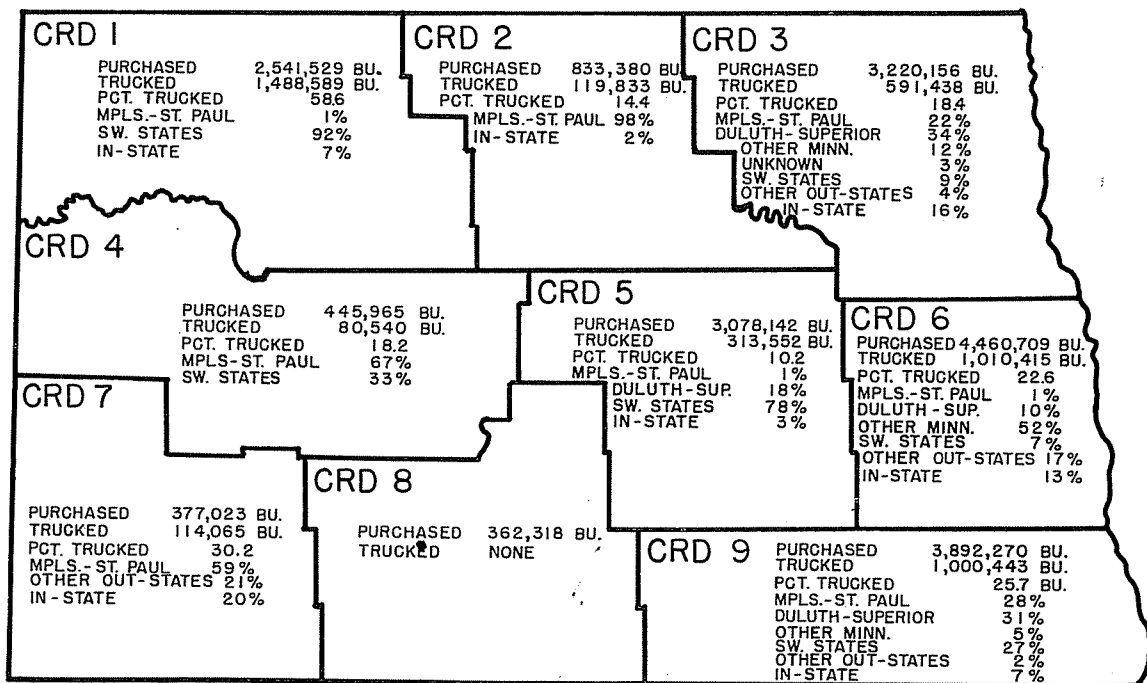 CRD 1
PURCHASED 2,541,529 BU.
TRUCKED 1,488,589 BU.
PCT. TRUCKED 58.6
MPLS.-ST. PAUL 1%
SW. STATES 92%
IN-STATE 7%
CRD 2
PURCHASED 833,380 BU.
TRUCKED 119,833 BU.
PCT. TRUCKED 14.4
MPLS.-ST. PAUL 98%
IN-STATE 2%
CRD 3
PURCHASED 3,220,156 BU.
TRUCKED 591,438 BU.
PCT. TRUCKED 18.4
MPLS.-ST. PAUL 22%
DULUTH-SUPERIOR 34%
OTHER MINN. 12%
UNKNOWN 3%
SW. STATES 9%
OTHER OUT-STATES 4%
IN-STATE 16%
CRD 4
PURCHASED 445,965 BU.
TRUCKED 80,540 BU.
PCT. TRUCKED 18.2
MPLS-ST. PAUL 67%
SW. STATES 33%
CRD 5
PURCHASED 3,078,142 BU.
TRUCKED 313,552 BU.
PCT. TRUCKED 10.2
MPLS.-ST. PAUL 1%
DULUTH-SUP. 18%
SW. STATES 78%
IN-STATE 3%
CRD 6
PURCHASED 4,460,709 BU.
TRUCKED 1,010,415 BU.
PCT. TRUCKED 22.6
MPLS.-ST. PAUL 1%
DULUTH-SUP. 10%
OTHER MINN. 52%
SW. STATES 7%
OTHER OUT-STATES 17%
IN-STATE 13%
CRD 7
PURCHASED 377,023 BU.
TRUCKED 114,065 BU.
PCT. TRUCKED 30.2
MPLS.-ST. PAUL 59%
OTHER OUT-STATES 21%
IN-STATE 20%
CRD 8
PURCHASED 362,318 BU.
TRUCKED NONE
CRD 9
PURCHASED 3,892,270 BU.
TRUCKED 1,000,443 BU.
PCT. TRUCKED 25.7 BU.
MPLS.-ST. PAUL 28%
DULUTH-SUPERIOR 31%
OTHER MINN. 5%
SW. STATES 27%
OTHER OUT-STATES 2%
IN-STATE 7%